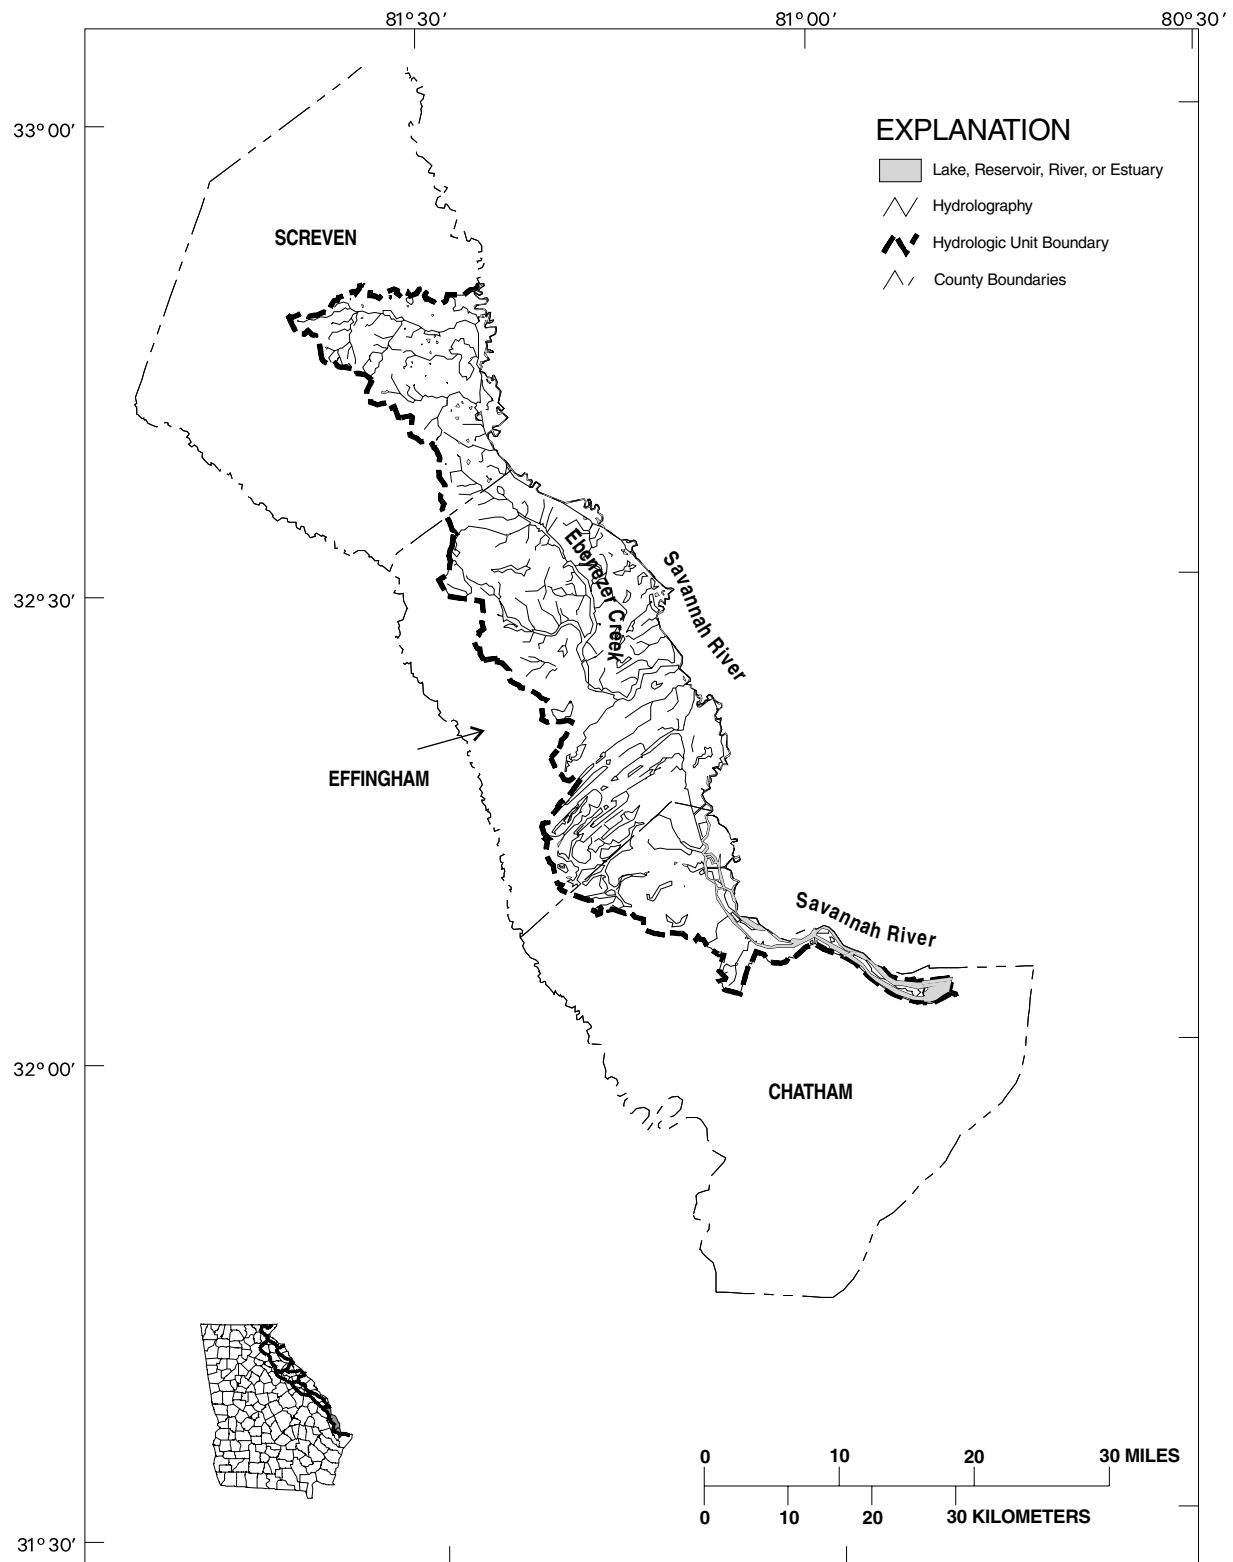 81° 30′
81° 00′
80° 30′
33° 00′
EXPLANATION
Lake, Reservoir, River, or Estuary
Hydrolography
Hydrologic Unit Boundary
County Boundaries
SCREVEN
Ebenezer Creek
Savannah River
32° 30′
EFFINGHAM
Savannah River
32° 00′
CHATHAM
0 10 20 30 MILES
0 10 20 30 KILOMETERS
31° 30′